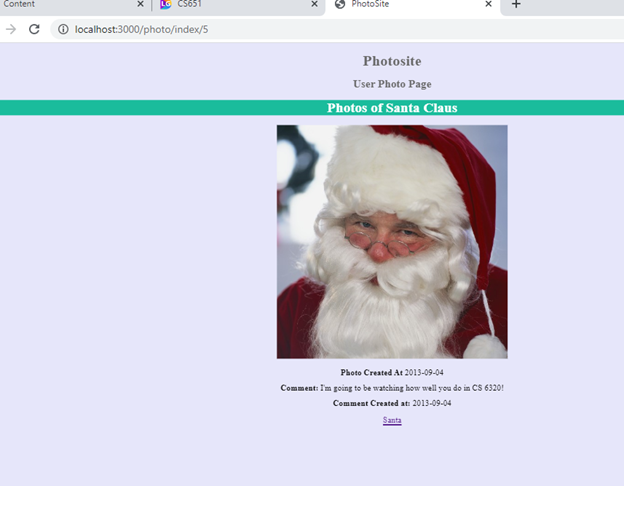 Content × LG CS651 × PhotoSite × +
localhost:3000/photo/index/5
Photosite
User Photo Page
Photos of Santa Claus
Photo Created At 2013-09-04
Comment: I'm going to be watching how well you do in CS 6320!
Comment Created at: 2013-09-04
Santa